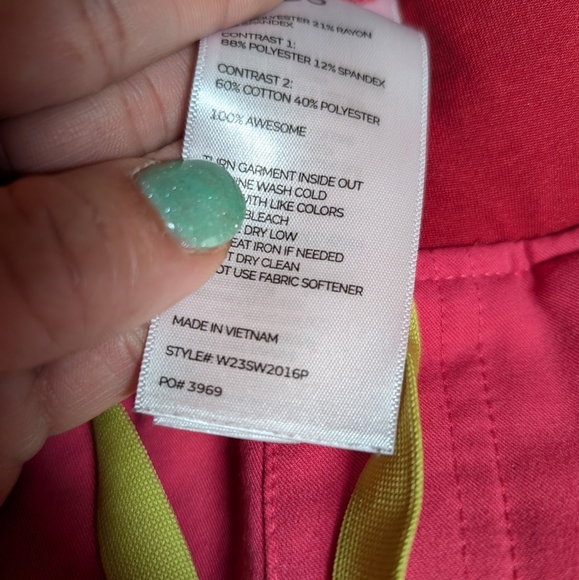 POLYESTER 21% RAYON
SPANDEX
CONTRAST 1:
88% POLYESTER 12% SPANDEX
CONTRAST 2:
60% COTTON 40% POLYESTER
100% AWESOME
TURN GARMENT INSIDE OUT
WASH COLD
WITH LIKE COLORS
BLEACH
DRY LOW
IRON IF NEEDED
DRY CLEAN
USE FABRIC SOFTENER
MADE IN VIETNAM
STYLE#: W23SW2016P
PO# 3969